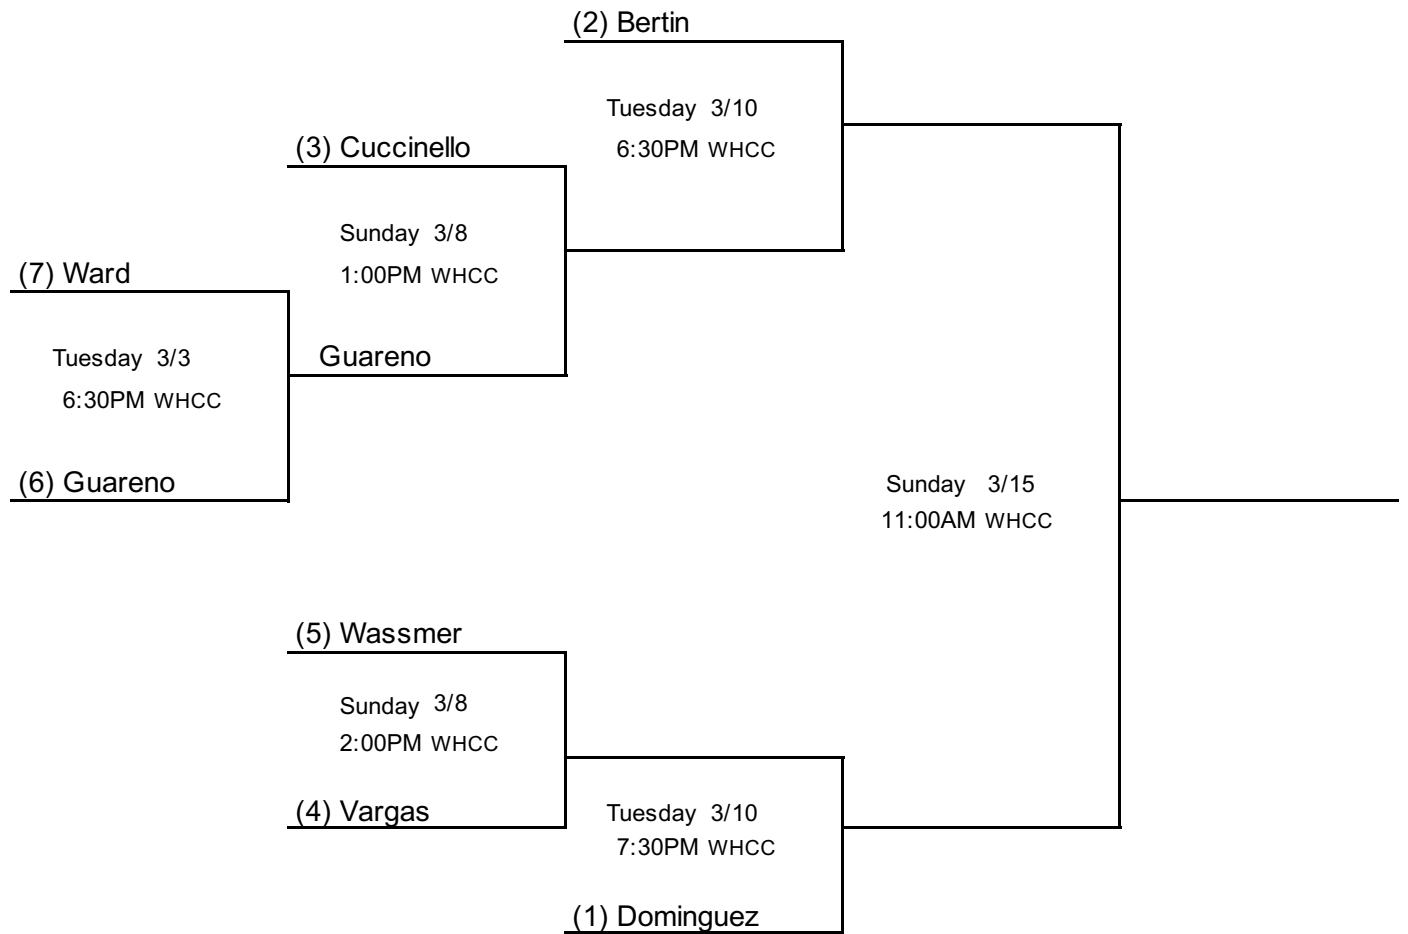 (2) Bertin
Tuesday 3/10
6:30PM WHCC
(3) Cuccinello
Sunday 3/8
1:00PM WHCC
(7) Ward
Tuesday 3/3
6:30PM WHCC
Guareno
(6) Guareno
Sunday 3/15
11:00AM WHCC
(5) Wassmer
Sunday 3/8
2:00PM WHCC
(4) Vargas
Tuesday 3/10
7:30PM WHCC
(1) Dominguez